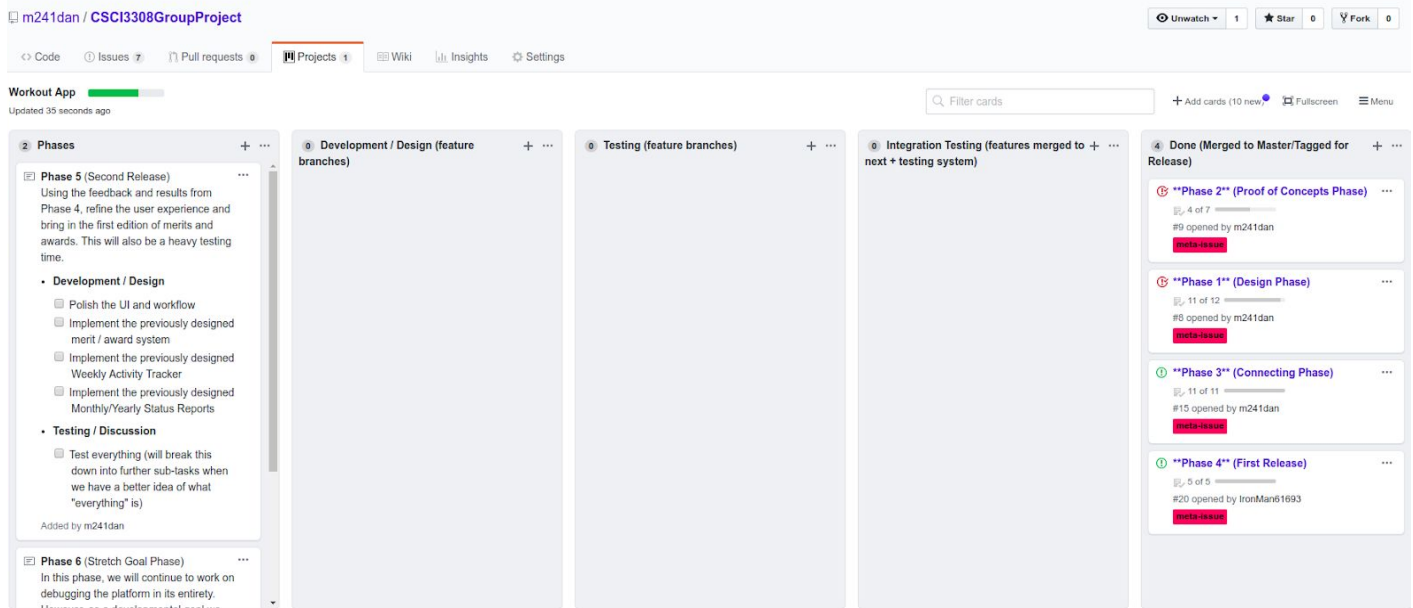 m241dan / CSCI3308GroupProject
Unwatch 1 Star 0 Fork 0
Code Issues 7 Pull requests 0 Projects 1 Wiki Insights Settings
Workout App
Updated 35 seconds ago
Filter cards
+ Add cards (10 new) Fullscreen Menu
2 Phases
Phase 5 (Second Release)
Using the feedback and results from
Phase 4, refine the user experience and
bring in the first edition of merits and
awards. This will also be a heavy testing
time.
• Development / Design
Polish the UI and workflow
Implement the previously designed
merit / award system
Implement the previously designed
Weekly Activity Tracker
Implement the previously designed
Monthly/Yearly Status Reports
• Testing / Discussion
Test everything (will break this
down into further sub-tasks when
we have a better idea of what
"everything" is)
Added by m241dan
Phase 6 (Stretch Goal Phase)
In this phase, we will continue to work on
debugging the platform in its entirety.
However, as a developmental goal we
0 Development / Design (feature
branches)
0 Testing (feature branches)
0 Integration Testing (features merged to
next + testing system)
4 Done (Merged to Master/Tagged for
Release)
**Phase 2** (Proof of Concepts Phase)
4 of 7
#9 opened by m241dan
meta-issue
**Phase 1** (Design Phase)
11 of 12
#8 opened by m241dan
meta-issue
**Phase 3** (Connecting Phase)
11 of 11
#15 opened by m241dan
meta-issue
**Phase 4** (First Release)
5 of 5
#20 opened by IronMan61693
meta-issue